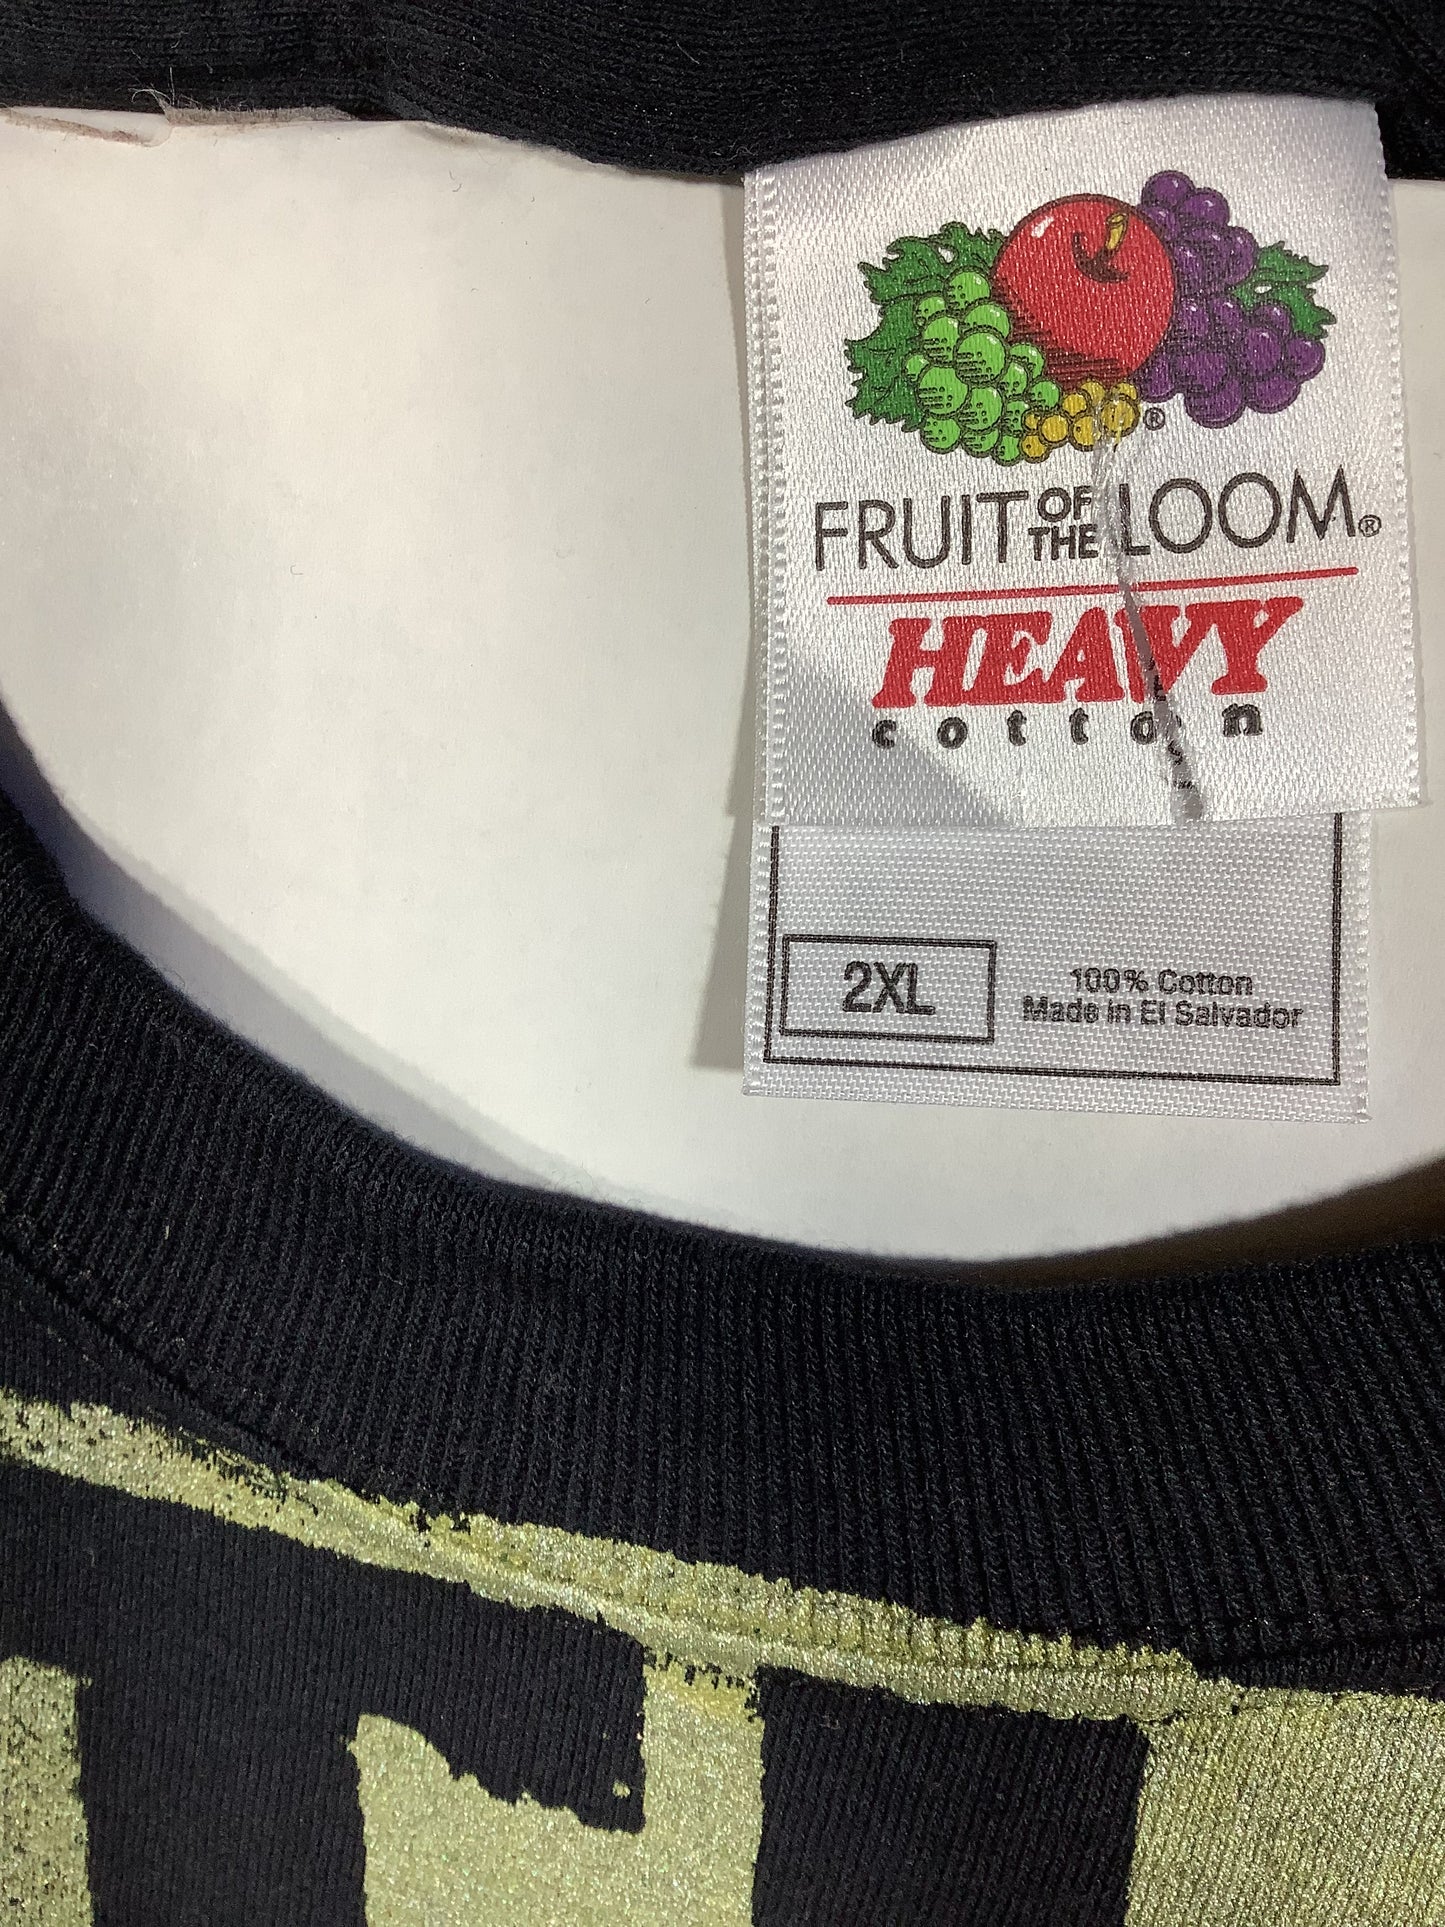 ®
FRUIT OF THE LOOM®
HEAVY
cotton
2XL
100% Cotton
Made in El Salvador